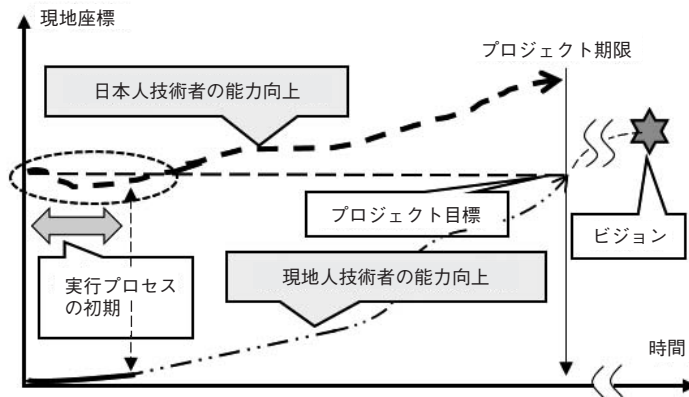 現地座標
プロジェクト期限
日本人技術者の能力向上
プロジェクト目標
ビジョン
実行プロセス
の初期
現地人技術者の能力向上
時間